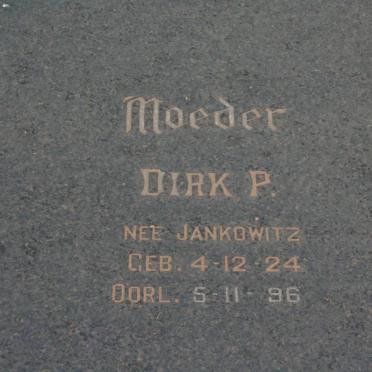 Moeder
DIRK P.
NEE JANKOWITZ
GEB. 4-12-24
OORL. 5-11-96